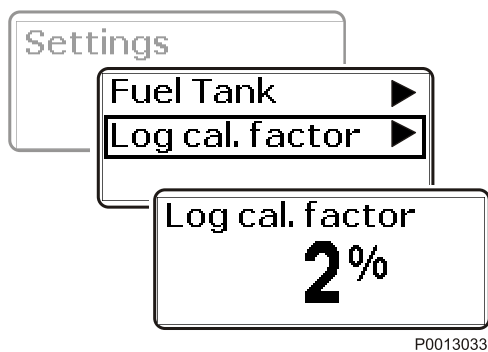 Settings
Fuel Tank ▶
Log cal. factor ▶
Log cal. factor
2%
P0013033